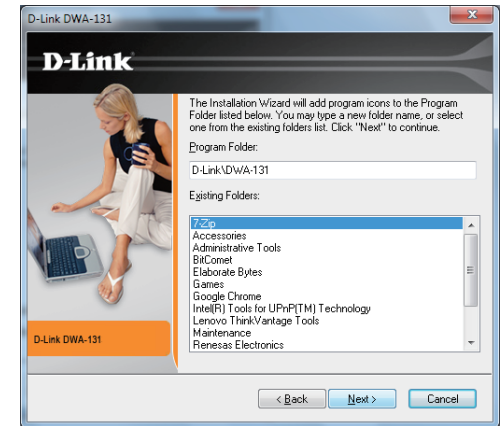 D-Link DWA-131
D-Link
The Installation Wizard will add program icons to the Program
Folder listed below. You may type a new folder name, or select
one from the existing folders list. Click "Next" to continue.
Program Folder:
D-Link\DWA-131
Existing Folders:
7-Zip
Accessories
Administrative Tools
BitComet
Elaborate Bytes
Games
Google Chrome
Intel(R) Tools for UPnP(TM) Technology
Lenovo ThinkVantage Tools
Maintenance
Renesas Electronics
D-Link DWA-131
< Back
Next >
Cancel